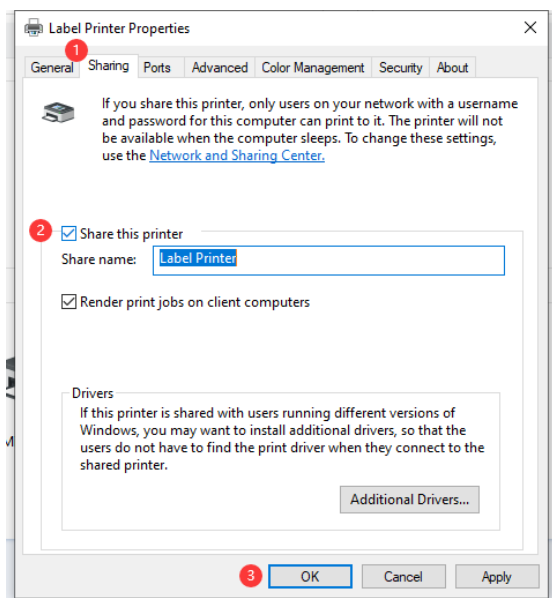 Label Printer Properties
1
General Sharing Ports Advanced Color Management Security About
If you share this printer, only users on your network with a username
and password for this computer can print to it. The printer will not
be available when the computer sleeps. To change these settings,
use the Network and Sharing Center.
2 Share this printer
Share name: Label Printer
Render print jobs on client computers
Drivers
If this printer is shared with users running different versions of
Windows, you may want to install additional drivers, so that the
users do not have to find the print driver when they connect to the
shared printer.
Additional Drivers...
M
3 OK Cancel Apply